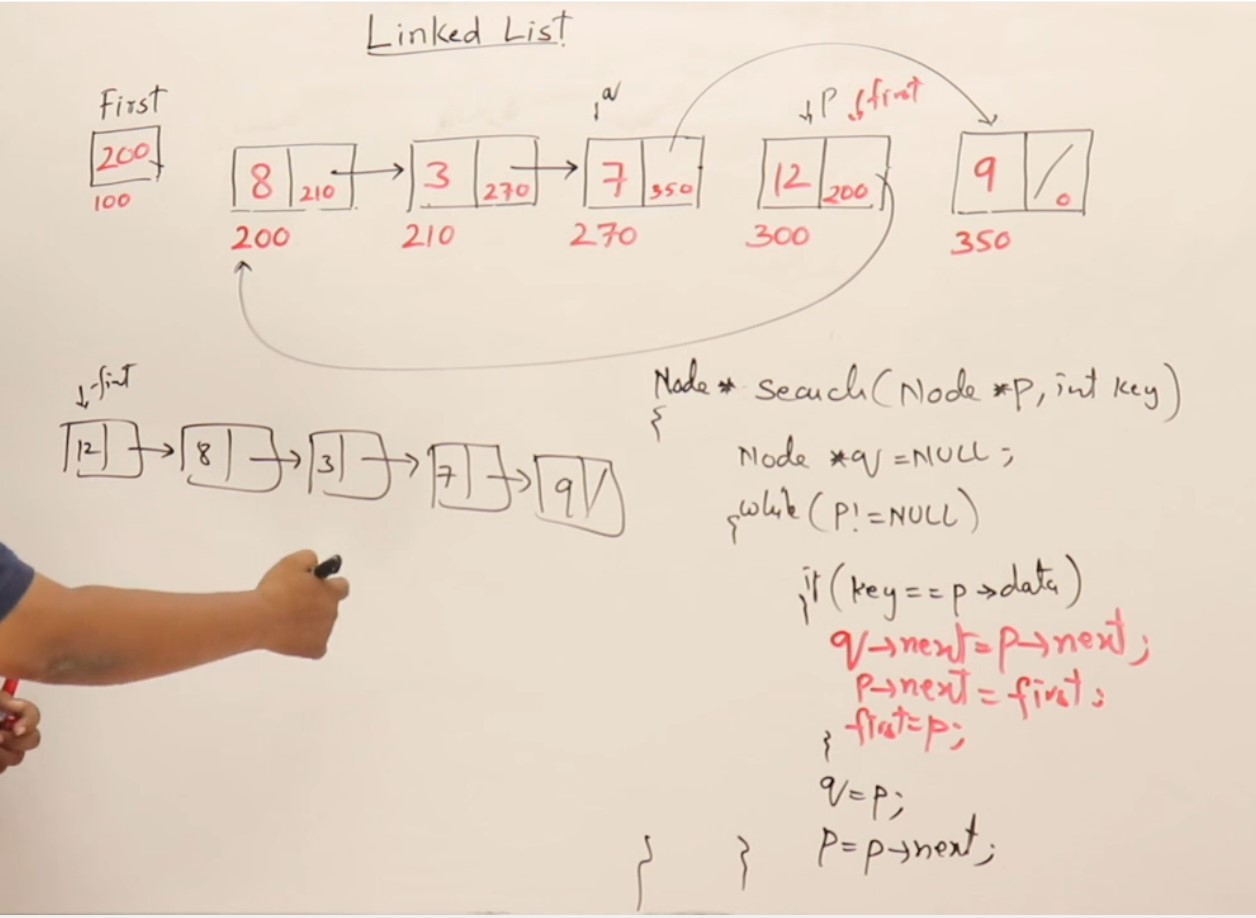 Linked List
First
200
100
q
p first
8 210
3 270
7 350
12 200
9 0
200
210
270
300
350
first
12
8
3
7
9
Node* search(Node *p, int key)
{
Node *q=NULL;
while(p!=NULL)
{
if(key==p→data)
{
q→next=p→next;
p→next=first;
first=p;
}
q=p;
p=p→next;
}
}